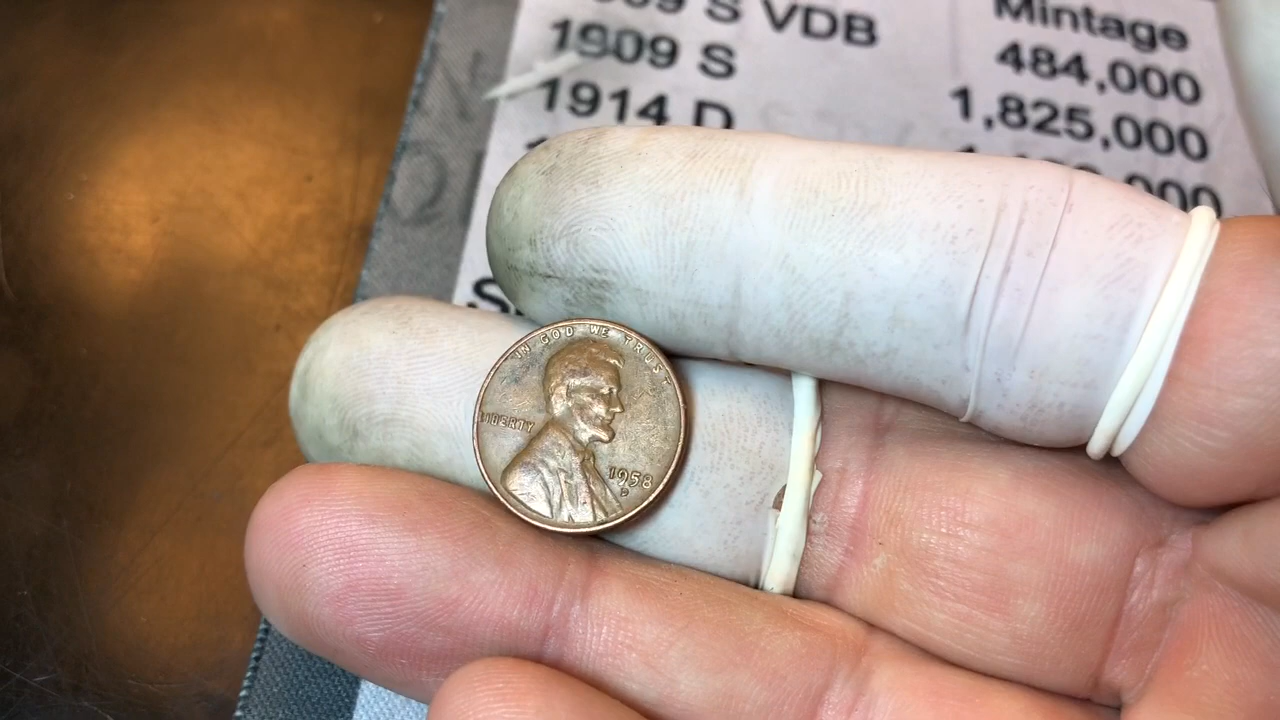 S VDB Mintage
1909 S 484,000
1914 D 1,825,000
IN GOD WE TRUST
LIBERTY
1958
D